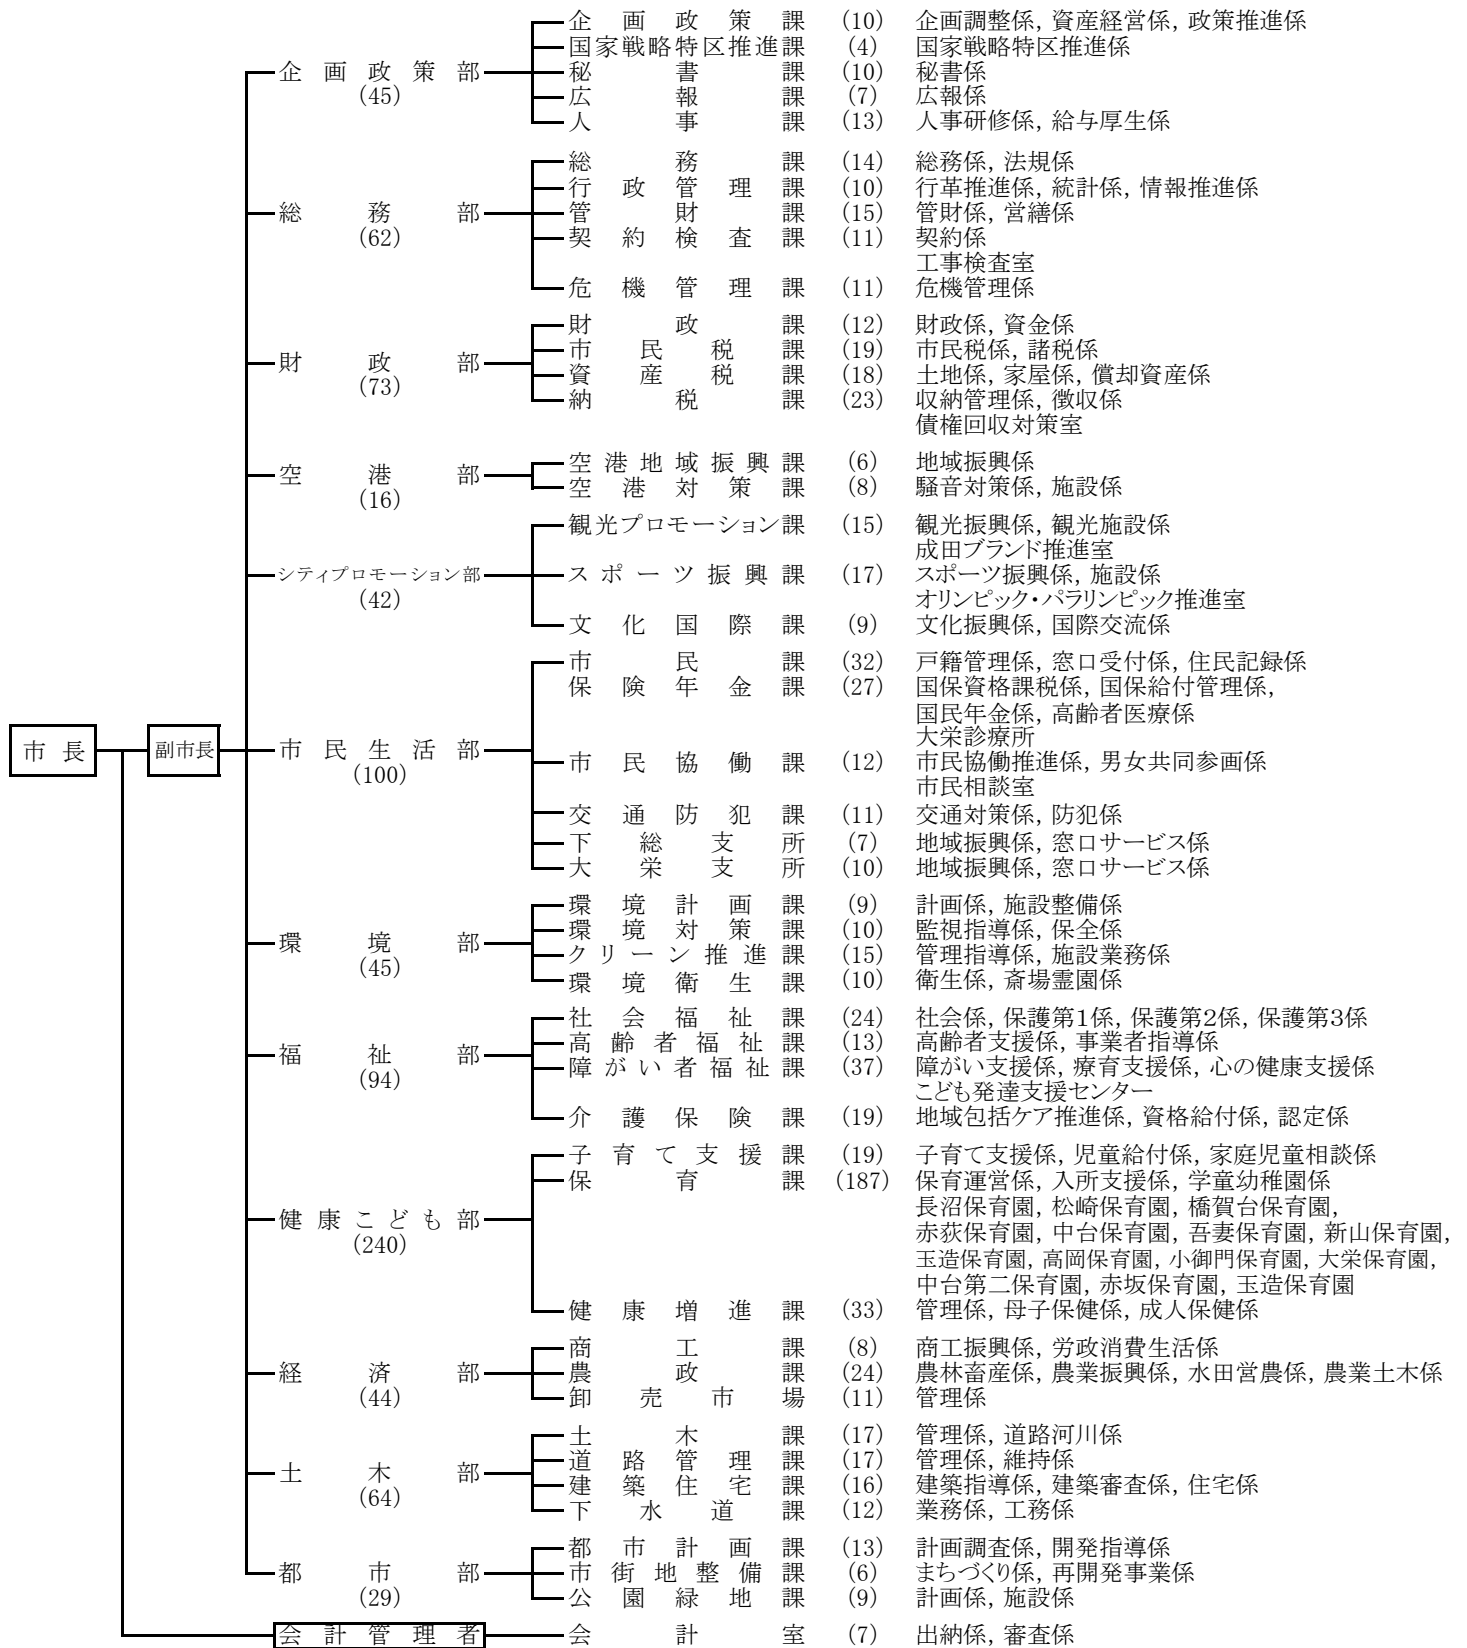 企画政策課 (10) 企画調整係, 資産経営係, 政策推進係
国家戦略特区推進課 (4) 国家戦略特区推進係
企画政策部 秘書課 (10) 秘書係
(45) 広報課 (7) 広報係
人事課 (13) 人事研修係, 給与厚生係
総務課 (14) 総務係, 法規係
行政管理課 (10) 行革推進係, 統計係, 情報推進係
総務部 管財課 (15) 管財係, 営繕係
(62) 契約検査課 (11) 契約係
工事検査室
危機管理課 (11) 危機管理係
財政課 (12) 財政係, 資金係
市民税課 (19) 市民税係, 諸税係
財政部
資産税課 (18) 土地係, 家屋係, 償却資産係
(73)
納税課 (23) 収納管理係, 徴収係
債権回収対策室
空港地域振興課 (6) 地域振興係
空港部
空港対策課 (8) 騒音対策係, 施設係
(16)
観光プロモーション課 (15) 観光振興係, 観光施設係
成田ブランド推進室
シティプロモーション部 スポーツ振興課 (17) スポーツ振興係, 施設係
(42) オリンピック・パラリンピック推進室
文化国際課 (9) 文化振興係, 国際交流係
市民課 (32) 戸籍管理係, 窓口受付係, 住民記録係
保険年金課 (27) 国保資格課税係, 国保給付管理係,
国民年金係, 高齢者医療係
大栄診療所
市長 副市長 市民生活部
(100)
市民協働課 (12) 市民協働推進係, 男女共同参画係
市民相談室
交通防犯課 (11) 交通対策係, 防犯係
下総支所 (7) 地域振興係, 窓口サービス係
大栄支所 (10) 地域振興係, 窓口サービス係
環境計画課 (9) 計画係, 施設整備係
環境対策課 (10) 監視指導係, 保全係
環境部
クリーン推進課 (15) 管理指導係, 施設業務係
(45)
環境衛生課 (10) 衛生係, 斎場霊園係
社会福祉課 (24) 社会係, 保護第1係, 保護第2係, 保護第3係
高齢者福祉課 (13) 高齢者支援係, 事業者指導係
福祉部
障がい者福祉課 (37) 障がい支援係, 療育支援係, 心の健康支援係
(94)
こども発達支援センター
介護保険課 (19) 地域包括ケア推進係, 資格給付係, 認定係
子育て支援課 (19) 子育て支援係, 児童給付係, 家庭児童相談係
保育課 (187) 保育運営係, 入所支援係, 学童幼稚園係
長沼保育園, 松崎保育園, 橋賀台保育園,
健康こども部 赤荻保育園, 中台保育園, 吾妻保育園, 新山保育園,
(240)
玉造保育園, 高岡保育園, 小御門保育園, 大栄保育園,
中台第二保育園, 赤坂保育園, 玉造保育園
健康増進課 (33) 管理係, 母子保健係, 成人保健係
商工課 (8) 商工振興係, 労政消費生活係
経済部 農政課 (24) 農林畜産係, 農業振興係, 水田営農係, 農業土木係
(44) 卸売市場 (11) 管理係
土木課 (17) 管理係, 道路河川係
道路管理課 (17) 管理係, 維持係
土木部
建築住宅課 (16) 建築指導係, 建築審査係, 住宅係
(64)
下水道課 (12) 業務係, 工務係
都市計画課 (13) 計画調査係, 開発指導係
都市部 市街地整備課 (6) まちづくり係, 再開発事業係
(29) 公園緑地課 (9) 計画係, 施設係
会計管理者 会計室 (7) 出納係, 審査係